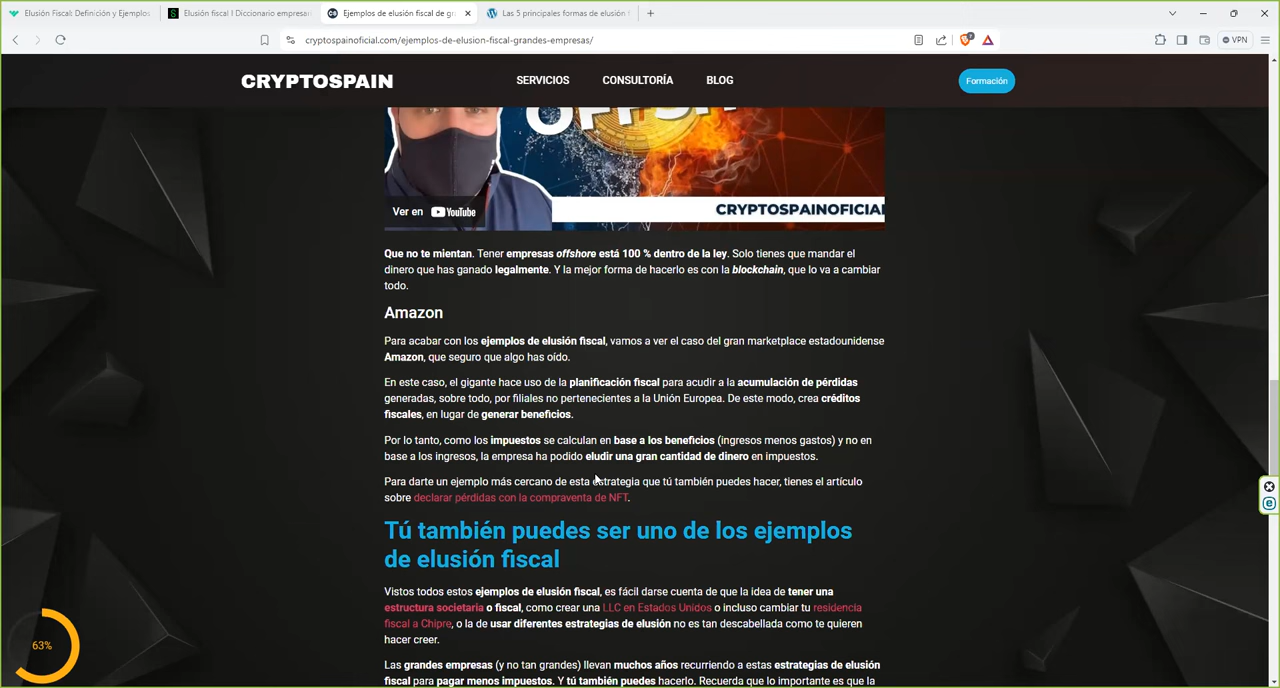 Elusión Fiscal: Definición y Ejemplos
Elusión fiscal | Diccionario empresari
Ejemplos de elusión fiscal de gr
Las 5 principales formas de elusión f
cryptospainoficial.com/ejemplos-de-elusion-fiscal-grandes-empresas/
VPN
CRYPTOSPAIN
SERVICIOS
CONSULTORÍA
BLOG
Formación
Ver en YouTube
CRYPTOSPAINOFICIA
Que no te mientan. Tener empresas offshore está 100 % dentro de la ley. Solo tienes que mandar el
dinero que has ganado legalmente. Y la mejor forma de hacerlo es con la blockchain, que lo va a cambiar
todo.
Amazon
Para acabar con los ejemplos de elusión fiscal, vamos a ver el caso del gran marketplace estadounidense
Amazon, que seguro que algo has oído.
En este caso, el gigante hace uso de la planificación fiscal para acudir a la acumulación de pérdidas
generadas, sobre todo, por filiales no pertenecientes a la Unión Europea. De este modo, crea créditos
fiscales, en lugar de generar beneficios.
Por lo tanto, como los impuestos se calculan en base a los beneficios (ingresos menos gastos) y no en
base a los ingresos, la empresa ha podido eludir una gran cantidad de dinero en impuestos.
Para darte un ejemplo más cercano de esta estrategia que tú también puedes hacer, tienes el artículo
sobre declarar pérdidas con la compraventa de NFT.
Tú también puedes ser uno de los ejemplos
de elusión fiscal
Vistos todos estos ejemplos de elusión fiscal, es fácil darse cuenta de que la idea de tener una
estructura societaria o fiscal, como crear una LLC en Estados Unidos o incluso cambiar tu residencia
fiscal a Chipre, o la de usar diferentes estrategias de elusión no es tan descabellada como te quieren
hacer creer.
63%
Las grandes empresas (y no tan grandes) llevan muchos años recurriendo a estas estrategias de elusión
fiscal para pagar menos impuestos. Y tú también puedes hacerlo. Recuerda que lo importante es que la